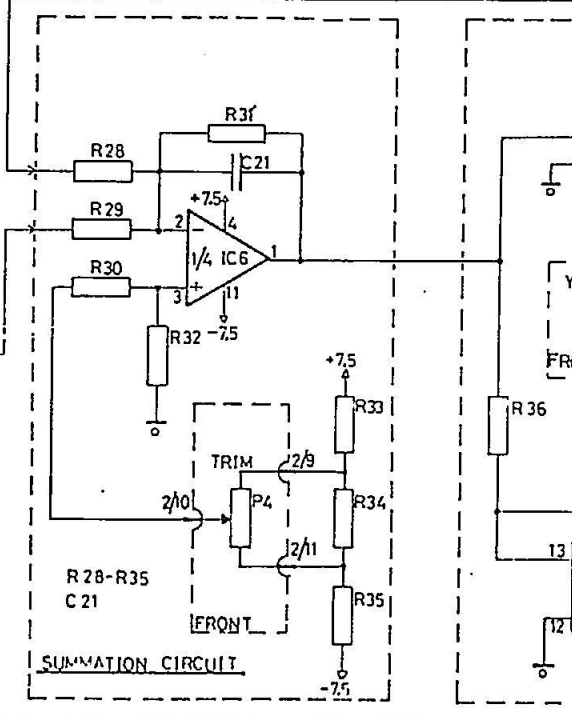 R31
R28
C21
+7.5
4
R29
2
-
1/4 IC6
1
R30
3
+
11
-7.5
R32
+7.5
R33
R36
TRIM
2/9
2/10
P4
R34
2/11
13
R28-R35
C21
R35
FRONT
12
SUMMATION CIRCUIT
-7.5
Y
FR